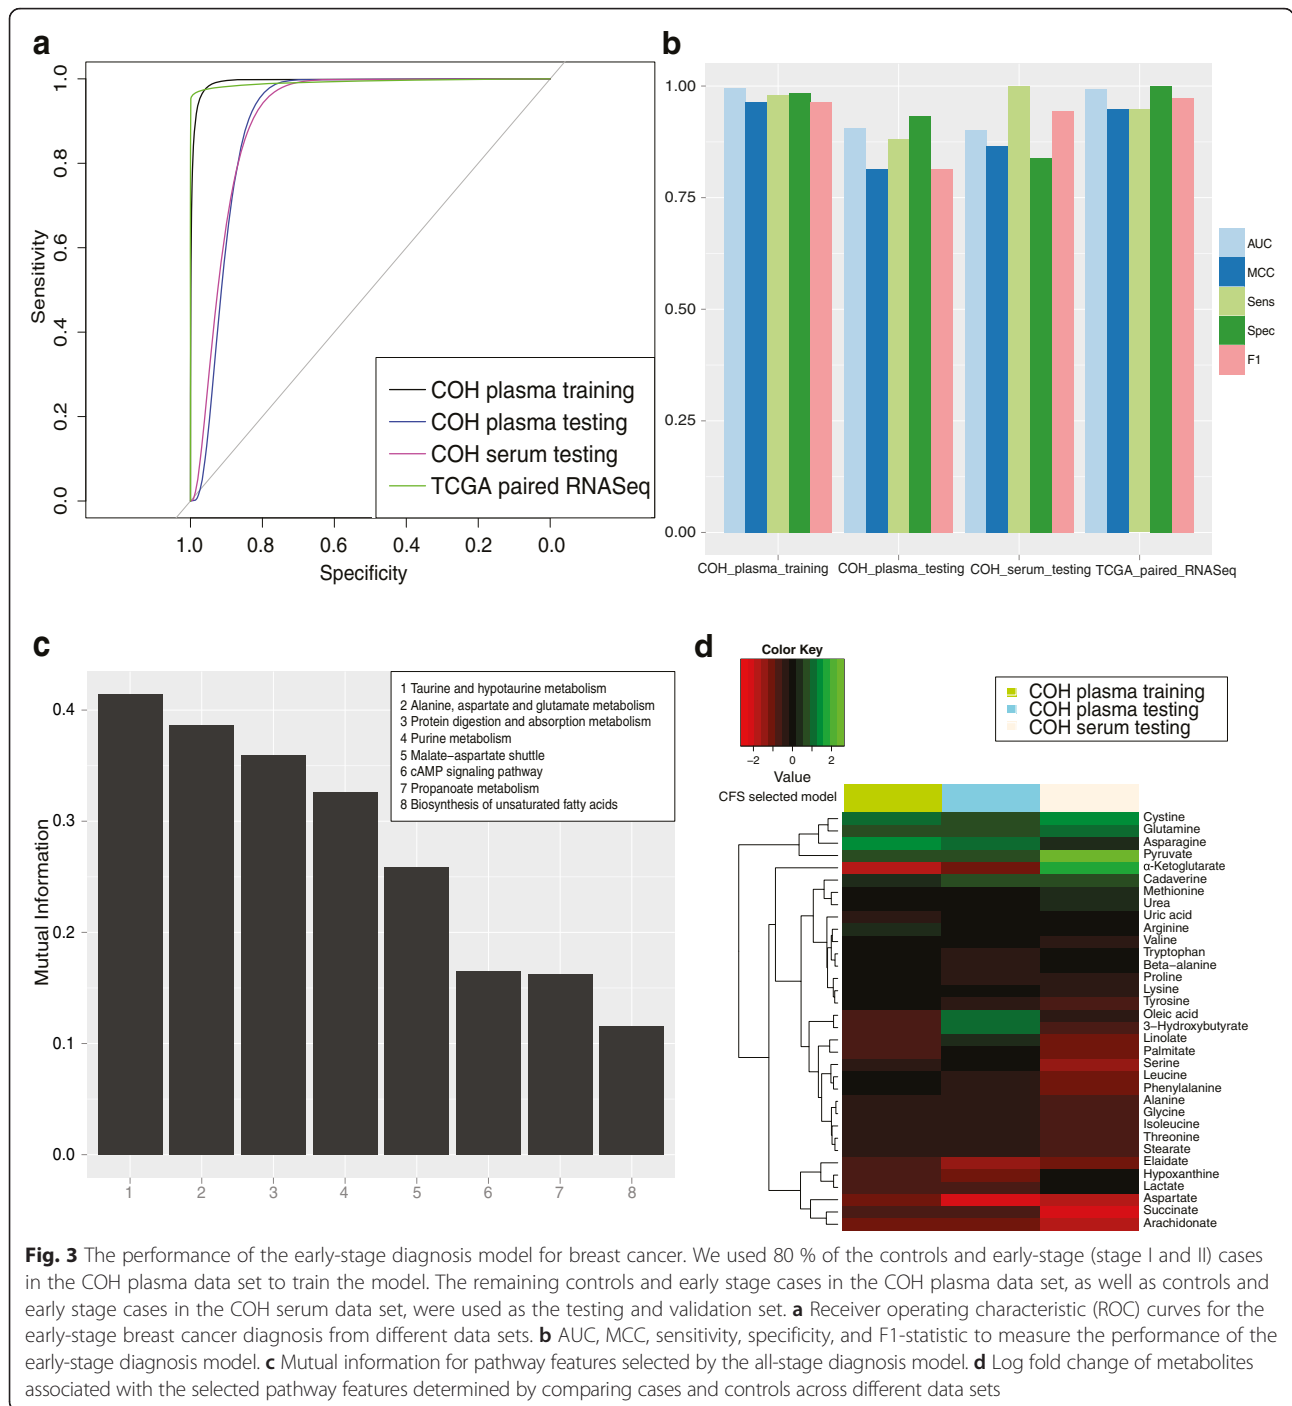 a
1.0
0.8
0.6
0.4
0.2
0.0
Sensitivity
COH plasma training
COH plasma testing
COH serum testing
TCGA paired RNASeq
1.0 0.8 0.6 0.4 0.2 0.0
Specificity
b
1.00
0.75
0.50
0.25
0.00
AUC
MCC
Sens
Spec
F1
COH_plasma_training COH_plasma_testing COH_serum_testing TCGA_paired_RNASeq
c
0.4
0.3
0.2
0.1
0.0
Mutual Information
1 Taurine and hypotaurine metabolism
2 Alanine, aspartate and glutamate metabolism
3 Protein digestion and absorption metabolism
4 Purine metabolism
5 Malate−aspartate shuttle
6 cAMP signaling pathway
7 Propanoate metabolism
8 Biosynthesis of unsaturated fatty acids
1 2 3 4 5 6 7 8
d
Color Key
−2 0 2
Value
COH plasma training
COH plasma testing
COH serum testing
CFS selected model
Cystine
Glutamine
Asparagine
Pyruvate
α-Ketoglutarate
Cadaverine
Methionine
Urea
Uric acid
Arginine
Valine
Tryptophan
Beta−alanine
Proline
Lysine
Tyrosine
Oleic acid
3−Hydroxybutyrate
Linolate
Palmitate
Serine
Leucine
Phenylalanine
Alanine
Glycine
Isoleucine
Threonine
Stearate
Elaidate
Hypoxanthine
Lactate
Aspartate
Succinate
Arachidonate
Fig. 3 The performance of the early-stage diagnosis model for breast cancer. We used 80 % of the controls and early-stage (stage I and II) cases
in the COH plasma data set to train the model. The remaining controls and early stage cases in the COH plasma data set, as well as controls and
early stage cases in the COH serum data set, were used as the testing and validation set. a Receiver operating characteristic (ROC) curves for the
early-stage breast cancer diagnosis from different data sets. b AUC, MCC, sensitivity, specificity, and F1-statistic to measure the performance of the
early-stage diagnosis model. c Mutual information for pathway features selected by the all-stage diagnosis model. d Log fold change of metabolites
associated with the selected pathway features determined by comparing cases and controls across different data sets